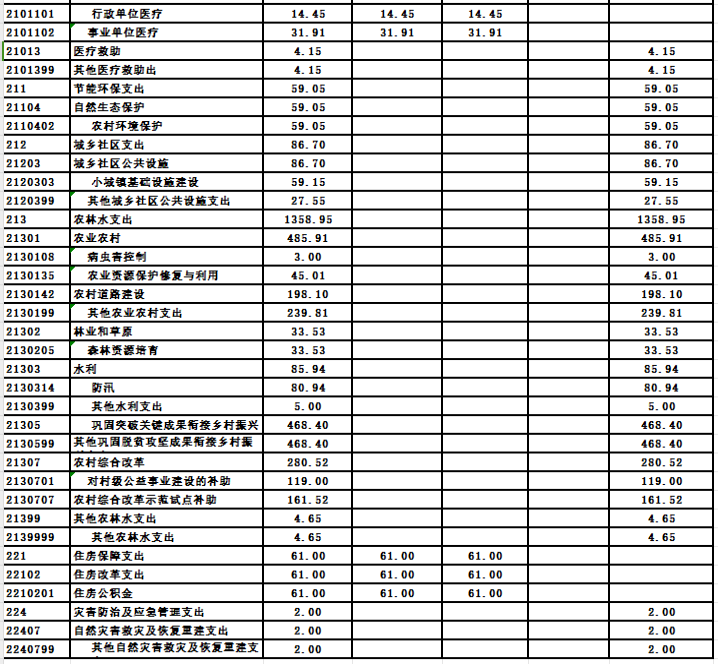 2101101 行政单位医疗 14.45 14.45 14.45
2101102 事业单位医疗 31.91 31.91 31.91
21013 医疗救助 4.15 4.15
2101399 其他医疗救助出 4.15 4.15
211 节能环保支出 59.05 59.05
21104 自然生态保护 59.05 59.05
2110402 农村环境保护 59.05 59.05
212 城乡社区支出 86.70 86.70
21203 城乡社区公共设施 86.70 86.70
2120303 小城镇基础设施建设 59.15 59.15
2120399 其他城乡社区公共设施支出 27.55 27.55
213 农林水支出 1358.95 1358.95
21301 农业农村 485.91 485.91
2130108 病虫害控制 3.00 3.00
2130135 农业资源保护修复与利用 45.01 45.01
2130142 农村道路建设 198.10 198.10
2130199 其他农业农村支出 239.81 239.81
21302 林业和草原 33.53 33.53
2130205 森林资源培育 33.53 33.53
21303 水利 85.94 85.94
2130314 防汛 80.94 80.94
2130399 其他水利支出 5.00 5.00
21305 巩固突破关键成果衔接乡村振兴 468.40 468.40
2130599 其他巩固脱贫攻坚成果衔接乡村振 468.40 468.40
21307 农村综合改革 280.52 280.52
2130701 对村级公益事业建设的补助 119.00 119.00
2130707 农村综合改革示范试点补助 161.52 161.52
21399 其他农林水支出 4.65 4.65
2139999 其他农林水支出 4.65 4.65
221 住房保障支出 61.00 61.00 61.00
22102 住房改革支出 61.00 61.00 61.00
2210201 住房公积金 61.00 61.00 61.00
224 灾害防治及应急管理支出 2.00 2.00
22407 自然灾害救灾及恢复重建支出 2.00 2.00
2240799 其他自然灾害救灾及恢复重建支 2.00 2.00